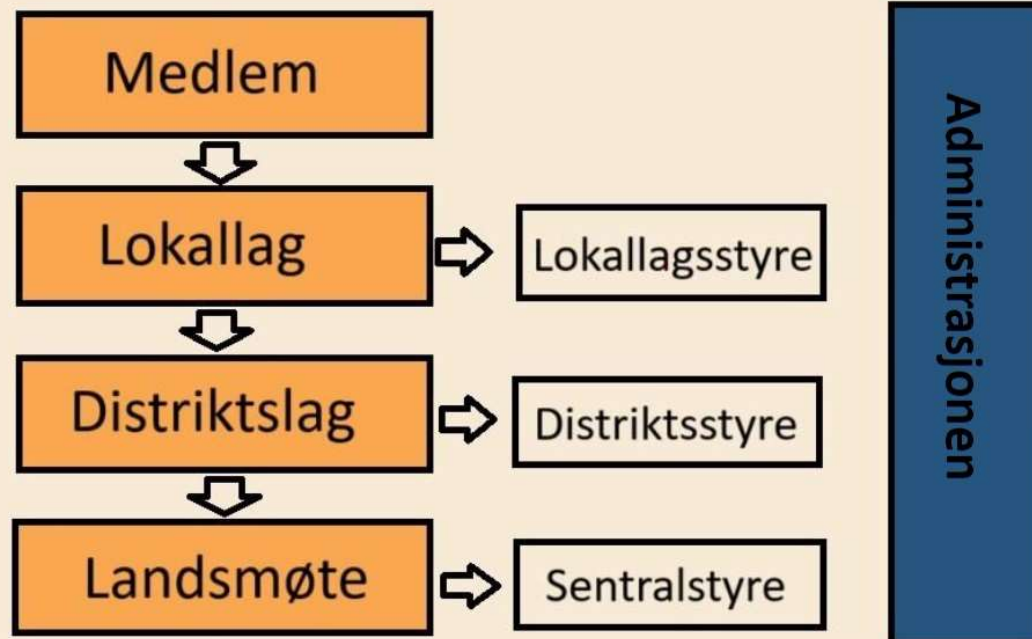 Medlem
Lokallag
Lokallagsstyre
Distriktslag
Distriktsstyre
Landsmøte
Sentralstyre
Administrasjonen